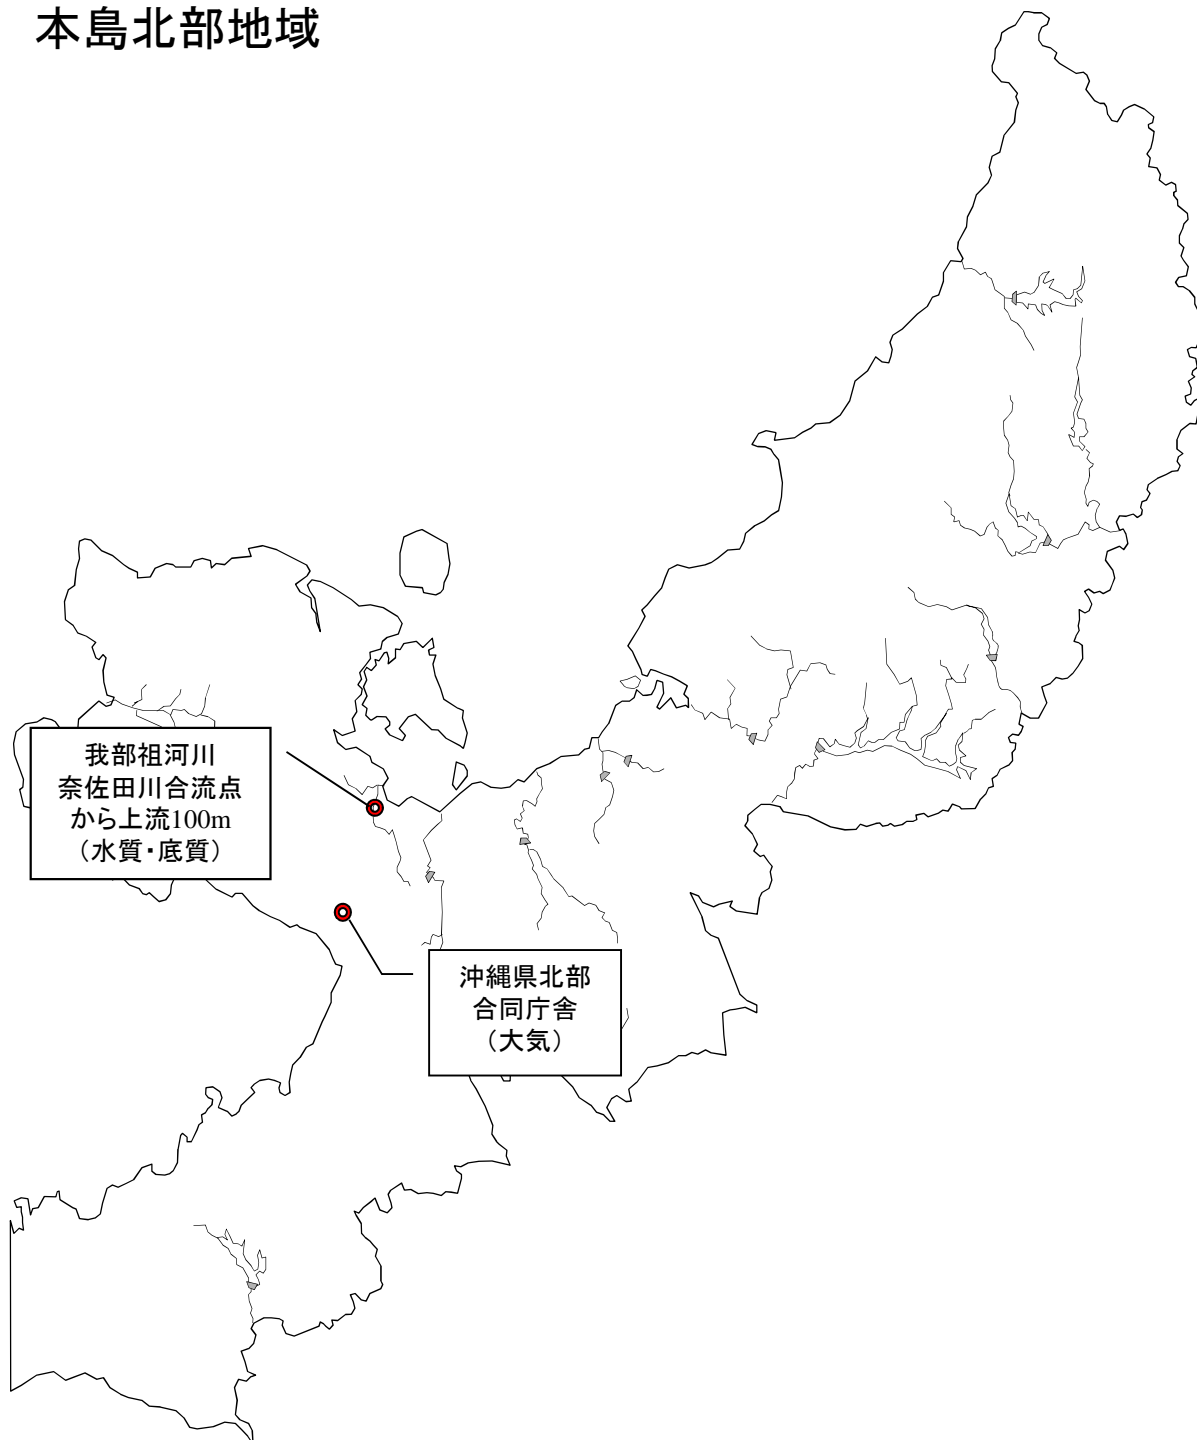 本島北部地域
我部祖河川
奈佐田川合流点
から上流100m
（水質・底質）
沖縄県北部
合同庁舎
（大気）